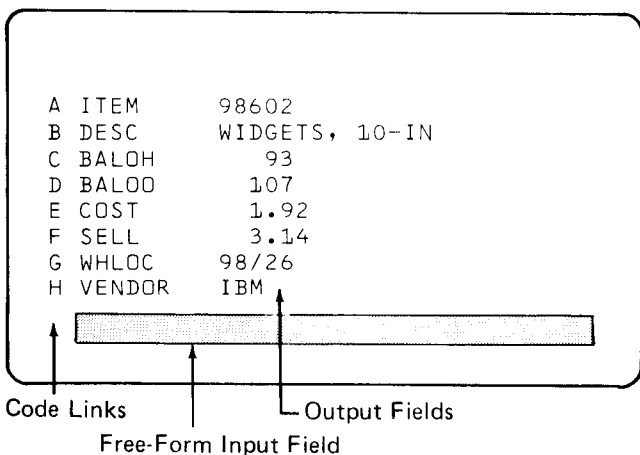 A ITEM 98602
B DESC WIDGETS, 10-IN
C BALOH 93
D BALOO 107
E COST 1.92
F SELL 3.14
G WHLOC 98/26
H VENDOR IBM
Code Links
Output Fields
Free-Form Input Field